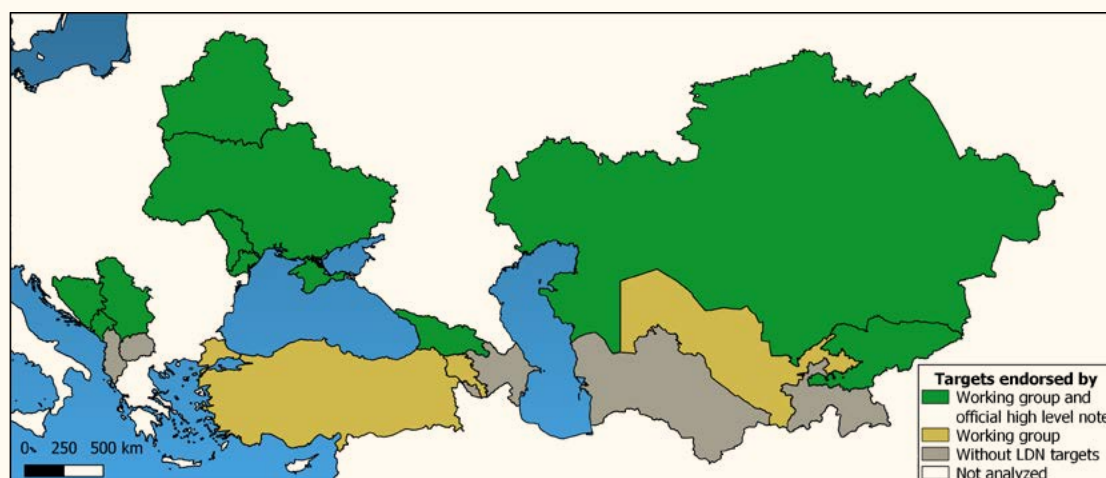 Targets endorsed by
Working group and
official high level note
Working group
Without LDN targets
Not analyzed
0 250 500 km